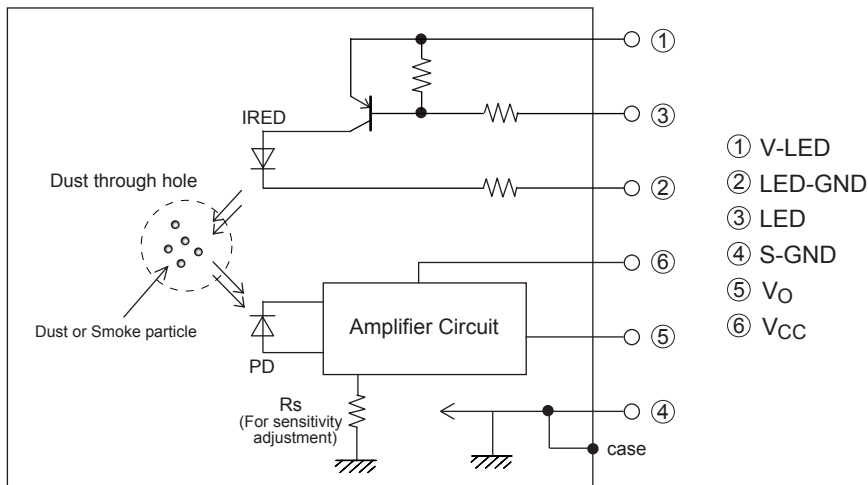 ①
IRED
③
① V-LED
Dust through hole
②
② LED-GND
③ LED
⑥
④ S-GND
⑤ VO
Amplifier Circuit
⑤
⑥ VCC
Dust or Smoke particle
PD
Rs
(For sensitivity
adjustment)
④
case